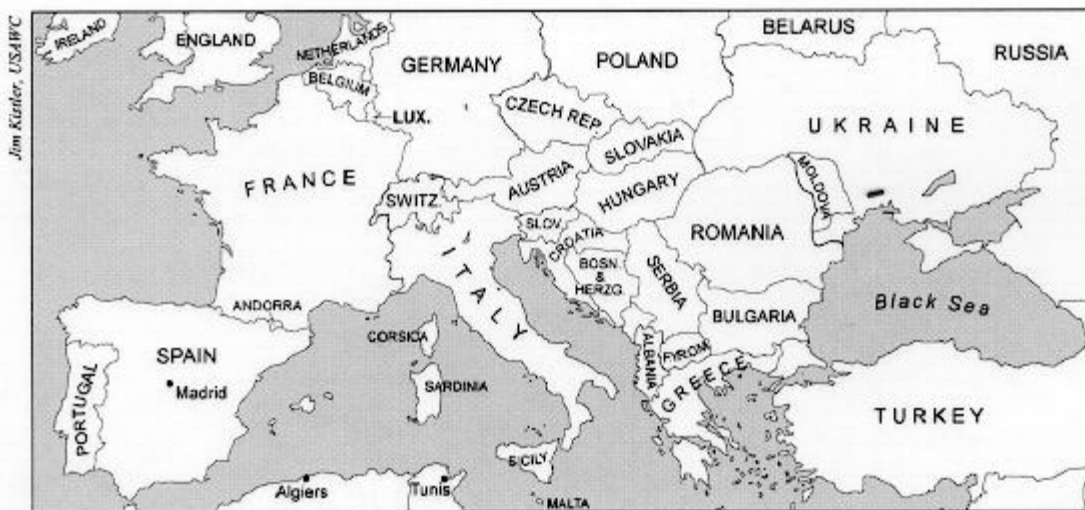 Jim Kistler, USAWC
IRELAND
ENGLAND
NETHERLANDS
BELGIUM
LUX.
GERMANY
POLAND
BELARUS
RUSSIA
CZECH REP.
SLOVAKIA
UKRAINE
FRANCE
SWITZ.
AUSTRIA
HUNGARY
MOLDOVA
SLOV.
CROATIA
ROMANIA
ITALY
BOSN.
&
HERZG.
SERBIA
Black Sea
ANDORRA
CORSICA
BULGARIA
ALBANIA
FYROM
SPAIN
Madrid
PORTUGAL
SARDINIA
GREECE
TURKEY
SICILY
Algiers
Tunis
MALTA